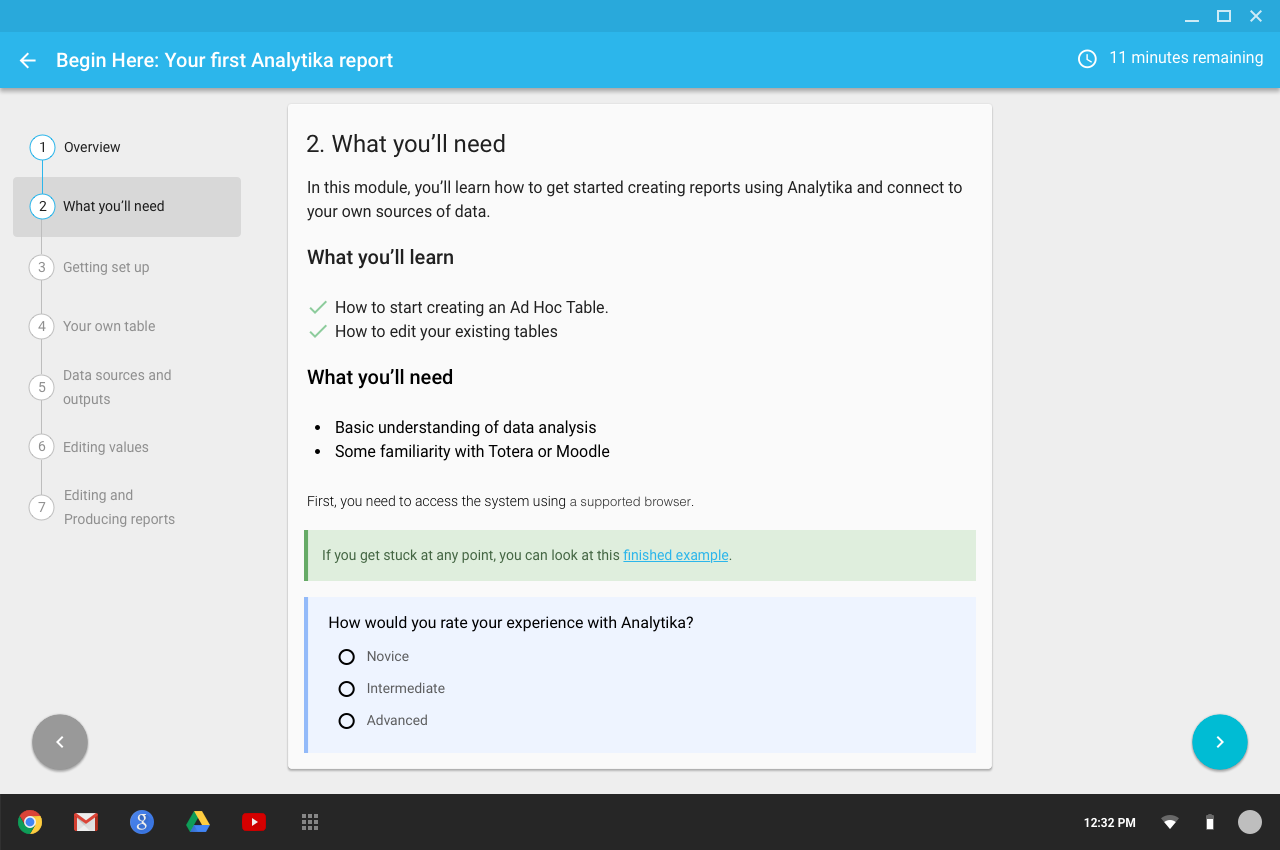 Begin Here: Your first Analytika report
11 minutes remaining
1 Overview
2 What you’ll need
3 Getting set up
4 Your own table
5 Data sources and
outputs
6 Editing values
7 Editing and
Producing reports
2. What you’ll need
In this module, you’ll learn how to get started creating reports using Analytika and connect to
your own sources of data.
What you’ll learn
How to start creating an Ad Hoc Table.
How to edit your existing tables
What you’ll need
• Basic understanding of data analysis
• Some familiarity with Totera or Moodle
First, you need to access the system using a supported browser.
If you get stuck at any point, you can look at this finished example.
How would you rate your experience with Analytika?
Novice
Intermediate
Advanced
8
12:32 PM